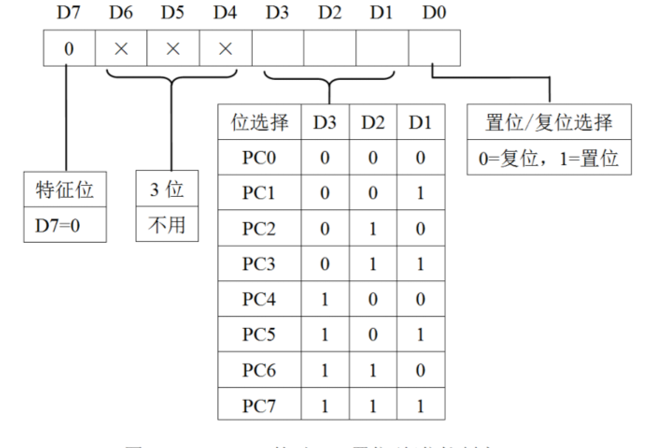 D7 D6 D5 D4 D3 D2 D1 D0
0 × × ×
位选择 D3 D2 D1
PC0 0 0 0
PC1 0 0 1
PC2 0 1 0
PC3 0 1 1
PC4 1 0 0
PC5 1 0 1
PC6 1 1 0
PC7 1 1 1
置位/复位选择
0=复位，1=置位
特征位
D7=0
3 位
不用